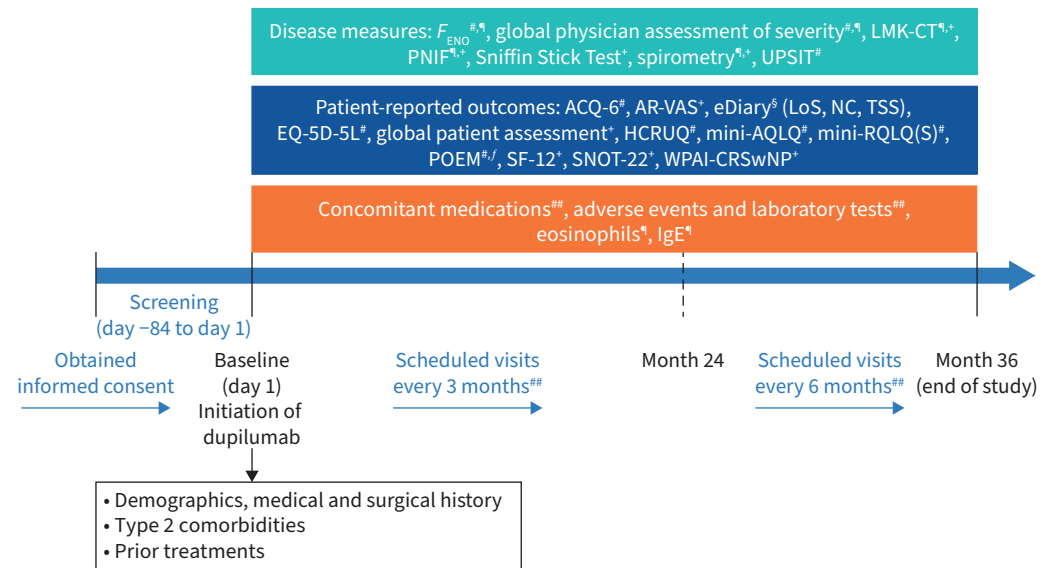 Disease measures: F_ENO^#,¶, global physician assessment of severity^#,¶, LMK-CT^¶,+,
PNIF^¶,+, Sniffin Stick Test^+, spirometry^¶,+, UPSIT^#
Patient-reported outcomes: ACQ-6^#, AR-VAS^+, eDiary^§ (LoS, NC, TSS),
EQ-5D-5L^#, global patient assessment^+, HCRUQ^#, mini-AQLQ^#, mini-RQLQ(S)^#,
POEM^#,ƒ, SF-12^+, SNOT-22^+, WPAI-CRSwNP^+
Concomitant medications^##, adverse events and laboratory tests^##,
eosinophils^¶, IgE^¶
Screening
(day −84 to day 1)
Obtained
informed consent
Baseline
(day 1)
Initiation of
dupilumab
Scheduled visits
every 3 months^##
Month 24
Scheduled visits
every 6 months^##
Month 36
(end of study)
• Demographics, medical and surgical history
• Type 2 comorbidities
• Prior treatments